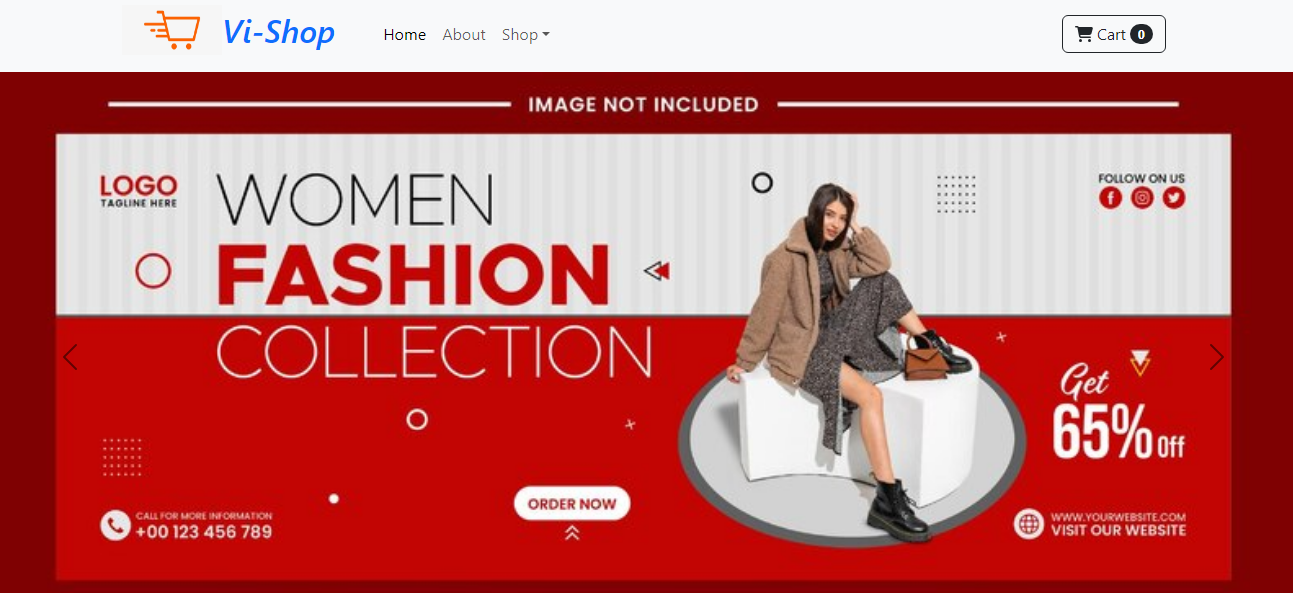 Vi-Shop
Home
About
Shop
Cart 0
IMAGE NOT INCLUDED
LOGO
TAGLINE HERE
WOMEN
FASHION
COLLECTION
FOLLOW ON US
Get
65% Off
ORDER NOW
CALL FOR MORE INFORMATION
+00 123 456 789
WWW.YOURWEBSITE.COM
VISIT OUR WEBSITE